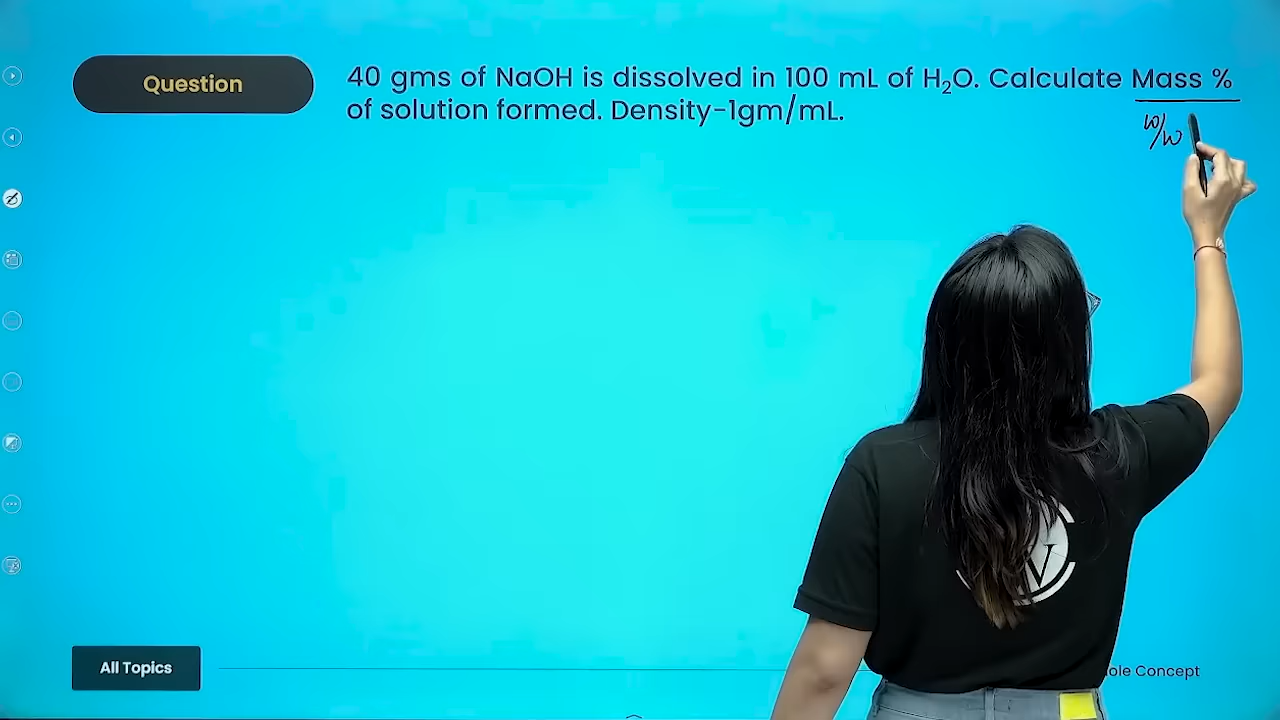 Question
40 gms of NaOH is dissolved in 100 mL of H₂O. Calculate Mass %
of solution formed. Density-1gm/mL.
w/w
V
All Topics
ole Concept